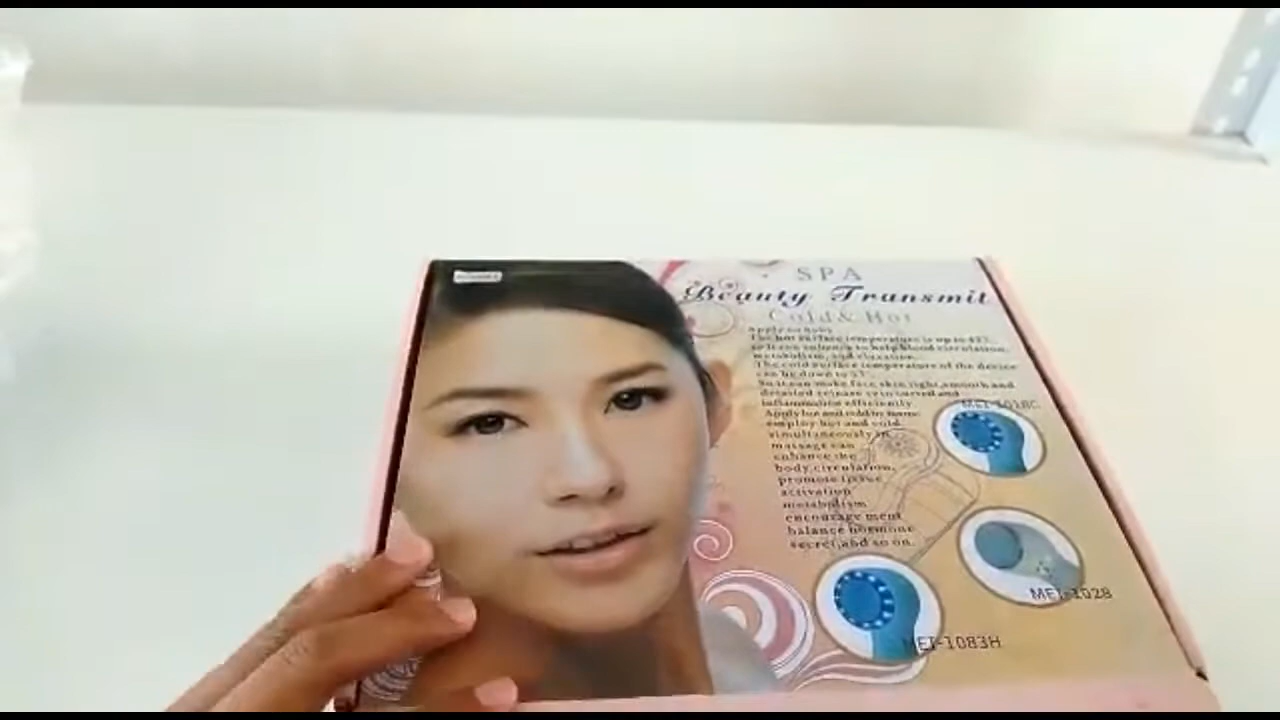 SPA
Beauty Transmit
Cold & Hot
Apply to baby
The hot surface temperature is up to
so it can enhance to help blood circulation,
metabolism, and relaxation.
The cold surface temperature of the device
can be down to
So it can make face skin tight, smooth and
inflammation efficiently
Apply hot and cold in
employ hot and cold
simultaneously in
massage can
enhance the
body, circulation,
promote tissue
activation
metabolism
encourage ment
balance hormone
secret, and so on.
MEI-1018C
MEI-1028
MEI-1083H